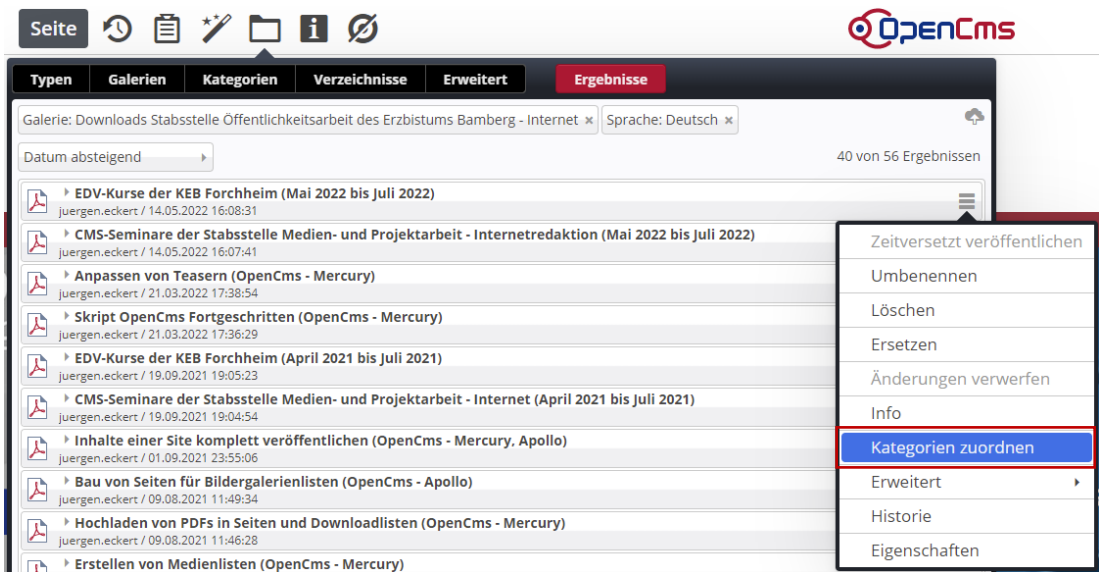 Seite
OpenCms
Typen Galerien Kategorien Verzeichnisse Erweitert Ergebnisse
Galerie: Downloads Stabsstelle Öffentlichkeitsarbeit des Erzbistums Bamberg - Internet × Sprache: Deutsch ×
Datum absteigend
40 von 56 Ergebnissen
EDV-Kurse der KEB Forchheim (Mai 2022 bis Juli 2022)
juergen.eckert / 14.05.2022 16:08:31
CMS-Seminare der Stabsstelle Medien- und Projektarbeit - Internetredaktion (Mai 2022 bis Juli 2022)
juergen.eckert / 14.05.2022 16:07:41
Anpassen von Teasern (OpenCms - Mercury)
juergen.eckert / 21.03.2022 17:38:54
Skript OpenCms Fortgeschritten (OpenCms - Mercury)
juergen.eckert / 21.03.2022 17:36:29
EDV-Kurse der KEB Forchheim (April 2021 bis Juli 2021)
juergen.eckert / 19.09.2021 19:05:23
CMS-Seminare der Stabsstelle Medien- und Projektarbeit - Internet (April 2021 bis Juli 2021)
juergen.eckert / 19.09.2021 19:04:54
Inhalte einer Site komplett veröffentlichen (OpenCms - Mercury, Apollo)
juergen.eckert / 01.09.2021 23:55:06
Bau von Seiten für Bildergalerienlisten (OpenCms - Apollo)
juergen.eckert / 09.08.2021 11:49:34
Hochladen von PDFs in Seiten und Downloadlisten (OpenCms - Mercury)
juergen.eckert / 09.08.2021 11:46:28
Erstellen von Medienlisten (OpenCms - Mercury)
Zeitversetzt veröffentlichen
Umbenennen
Löschen
Ersetzen
Änderungen verwerfen
Info
Kategorien zuordnen
Erweitert
Historie
Eigenschaften